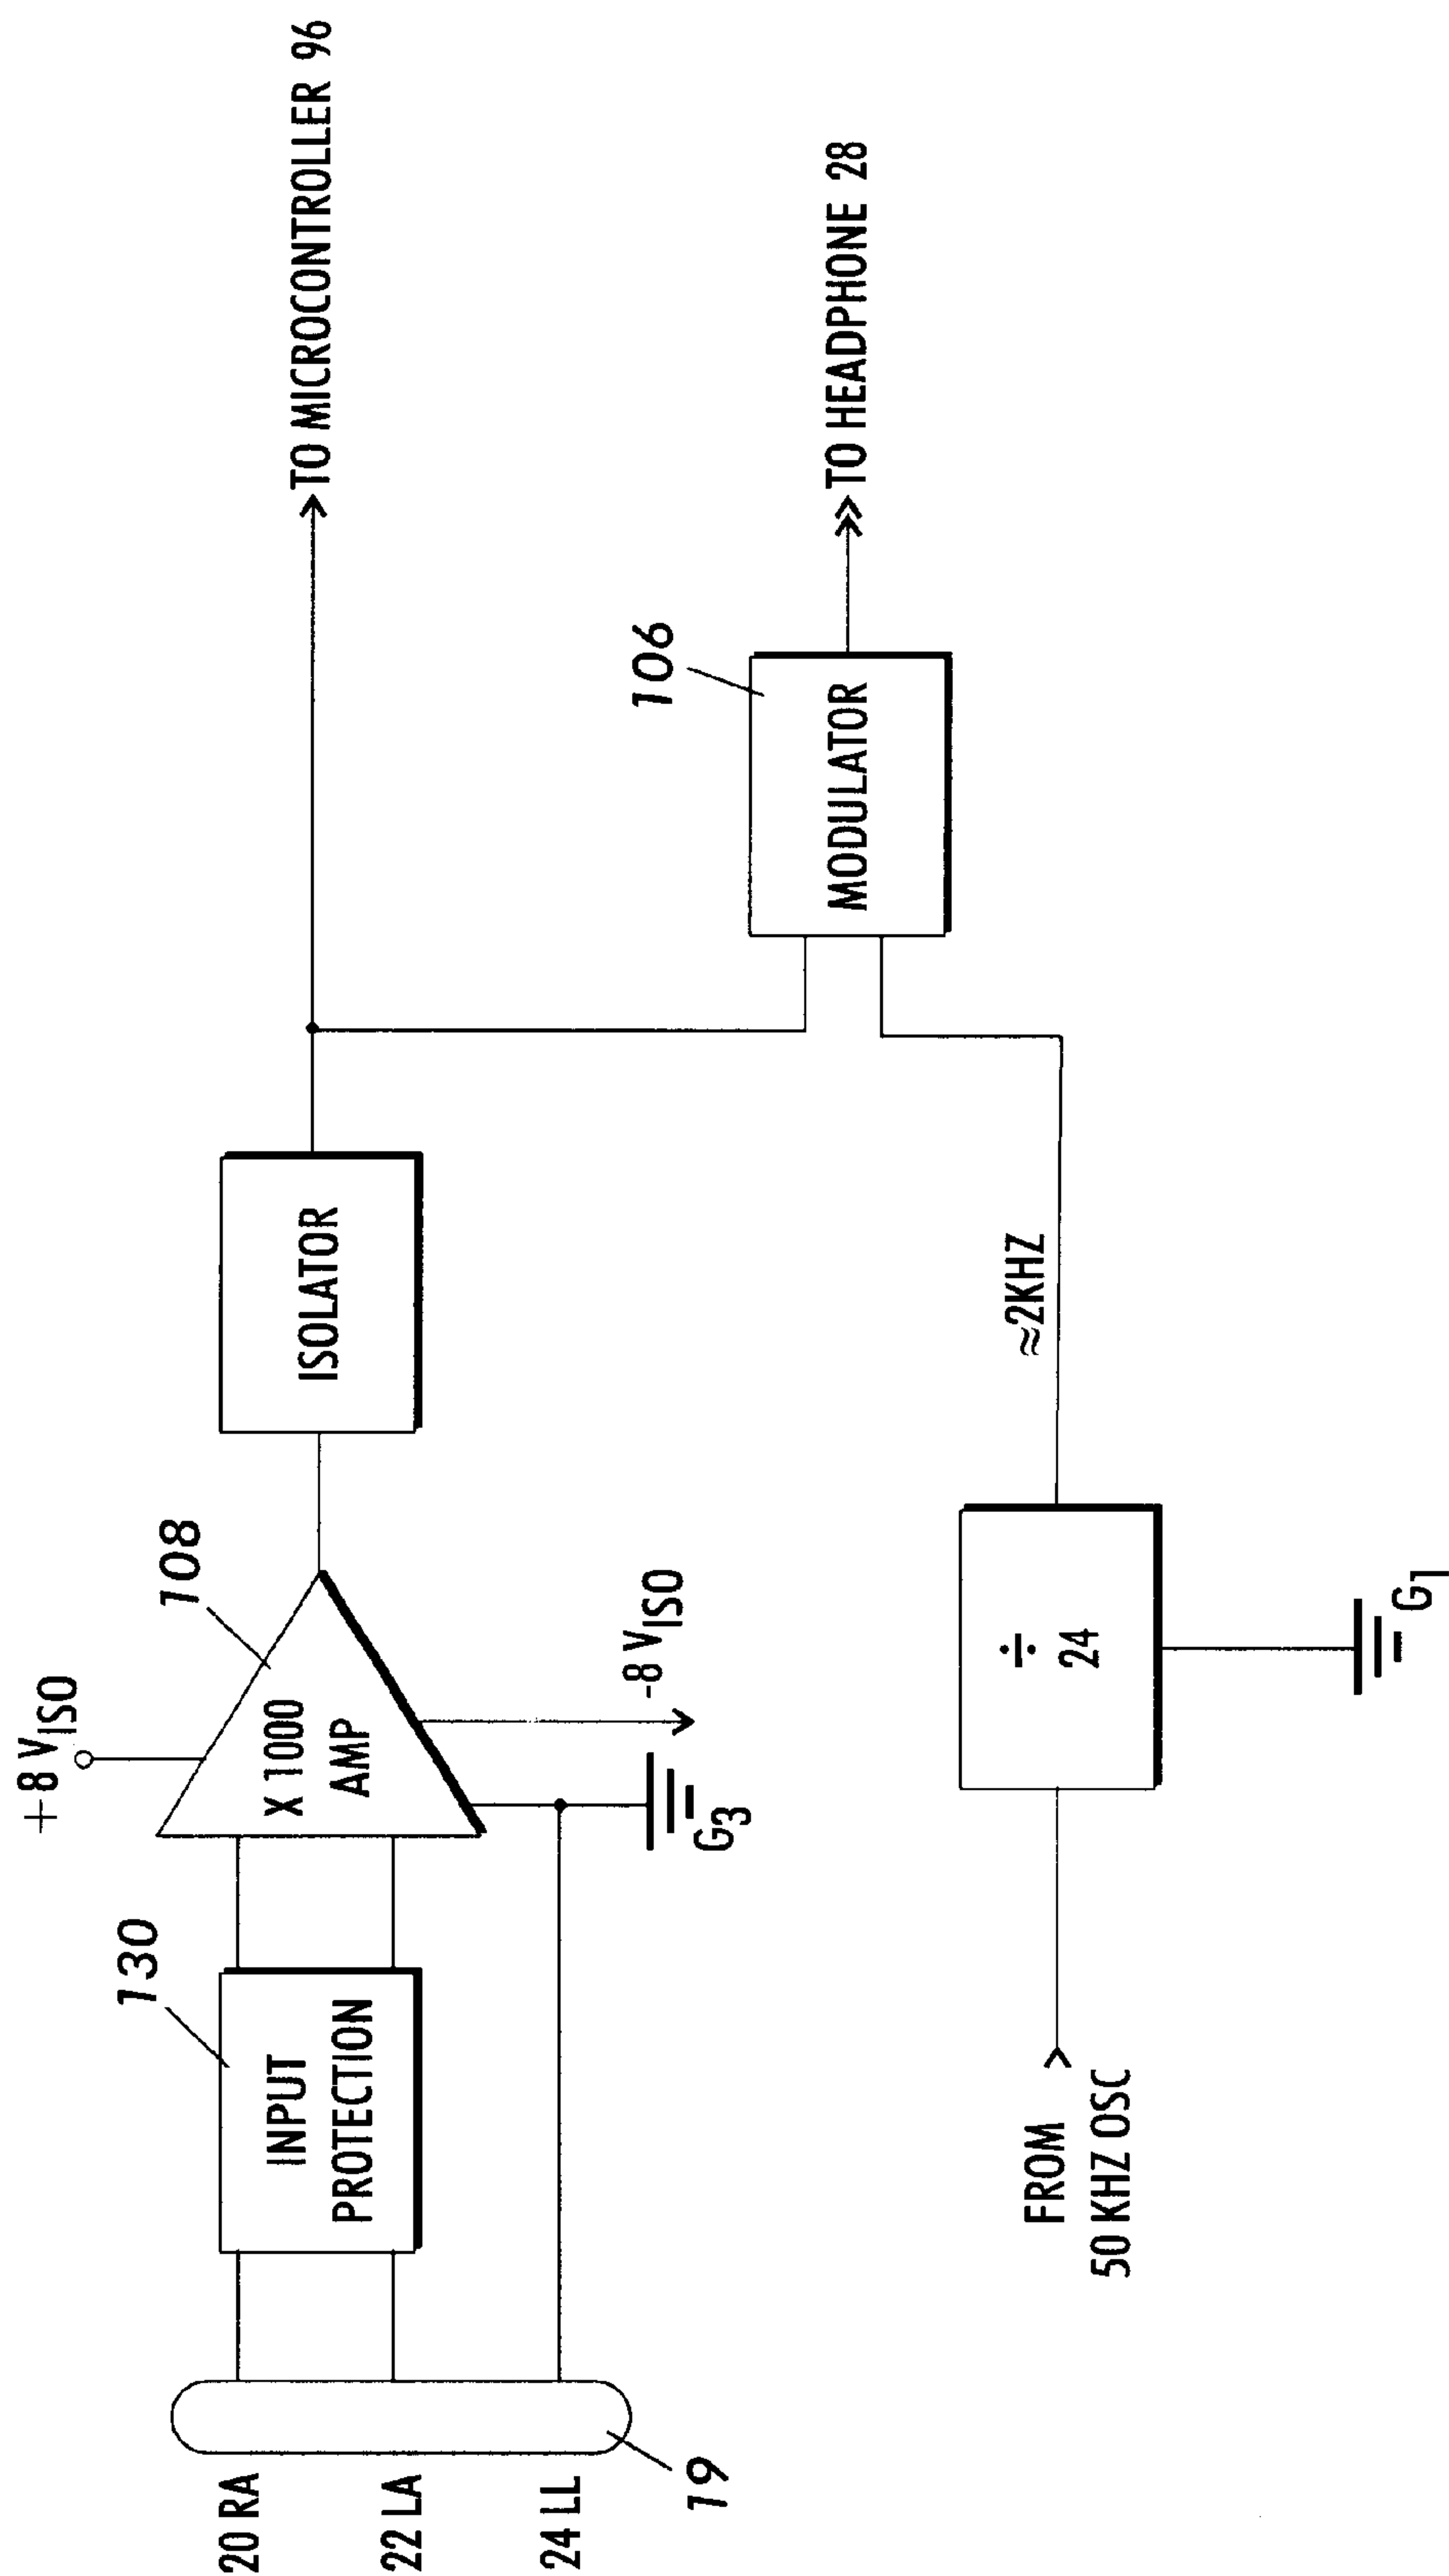 +8 VISO
108
130
20 RA
22 LA
24 LL
19
INPUT
PROTECTION
X 1000
AMP
ISOLATOR
TO MICROCONTROLLER 96
-8 VISO
G3
106
MODULATOR
TO HEADPHONE 28
FROM
50 KHZ OSC
÷
24
≈2KHZ
G1